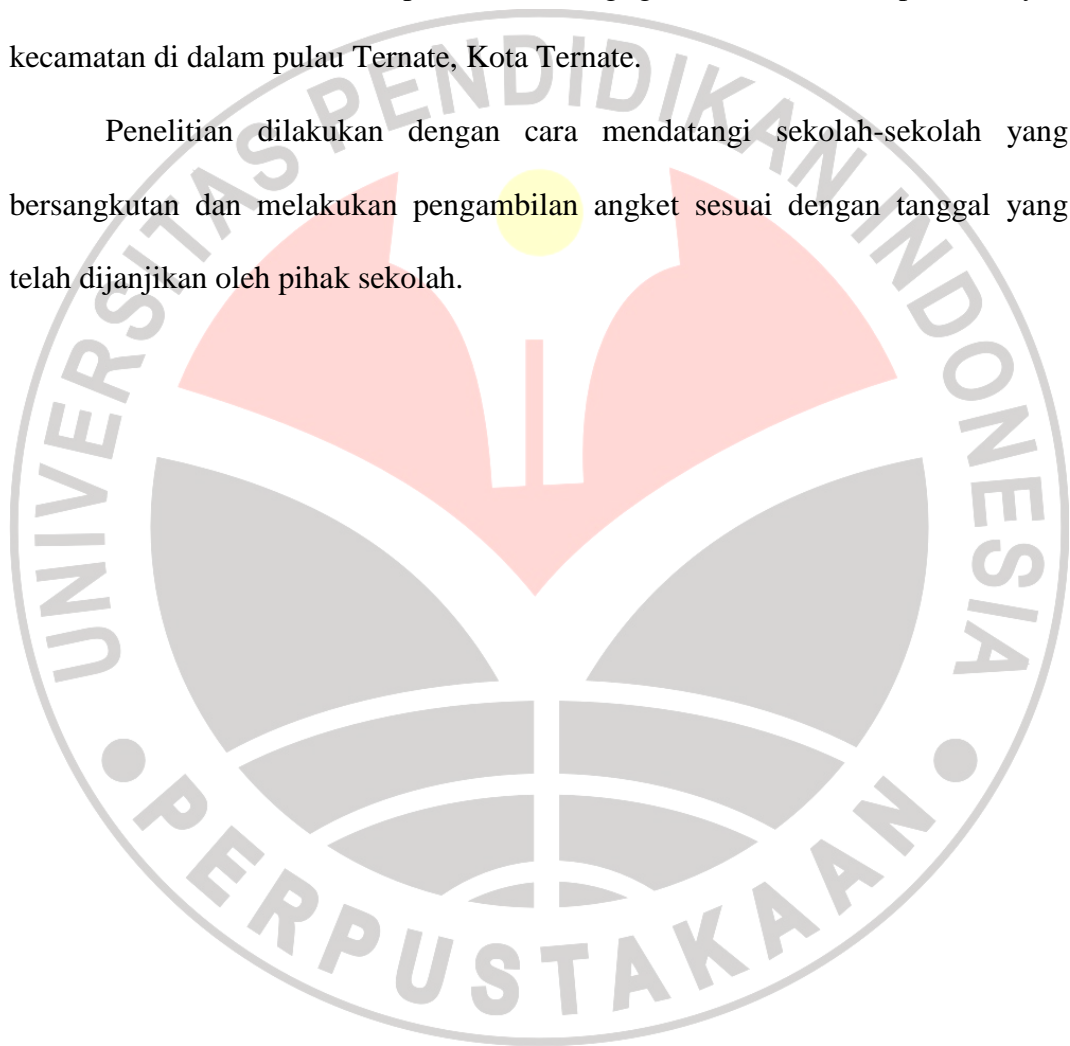 kecamatan di dalam pulau Ternate, Kota Ternate.
Penelitian dilakukan dengan cara mendatangi sekolah-sekolah yang
bersangkutan dan melakukan pengambilan angket sesuai dengan tanggal yang
telah dijanjikan oleh pihak sekolah.
UNIVERSITAS PENDIDIKAN INDONESIA
PERPUSTAKAAN